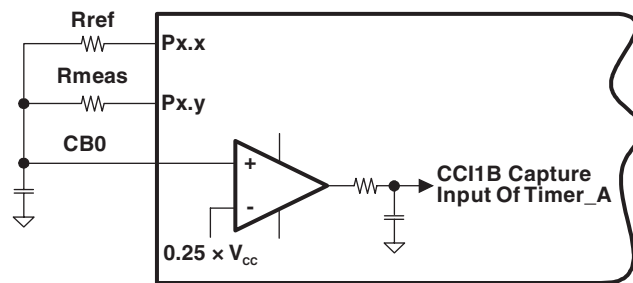 Rref
Px.x
Rmeas
Px.y
CB0
+
-
CCI1B Capture
Input Of Timer_A
0.25 × Vcc